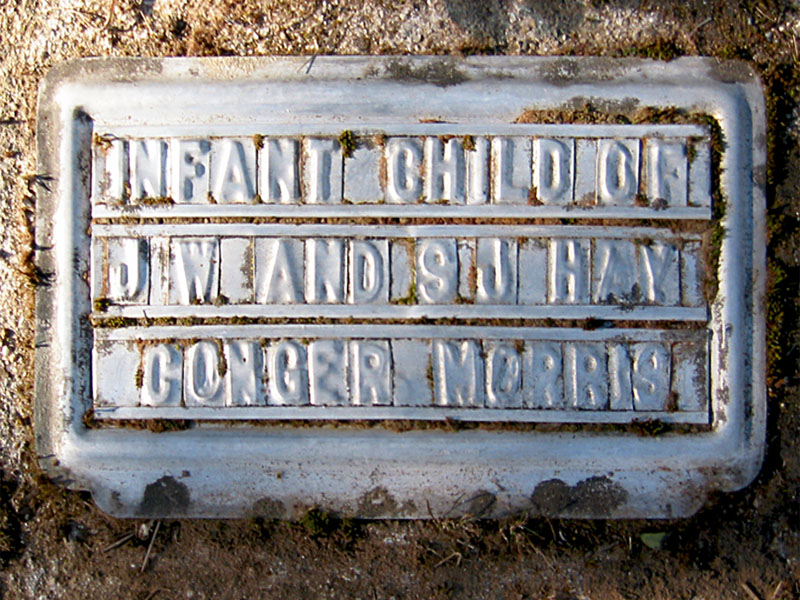 INFANT CHILD OF
J W AND S J HAY
CONGER MORRIS